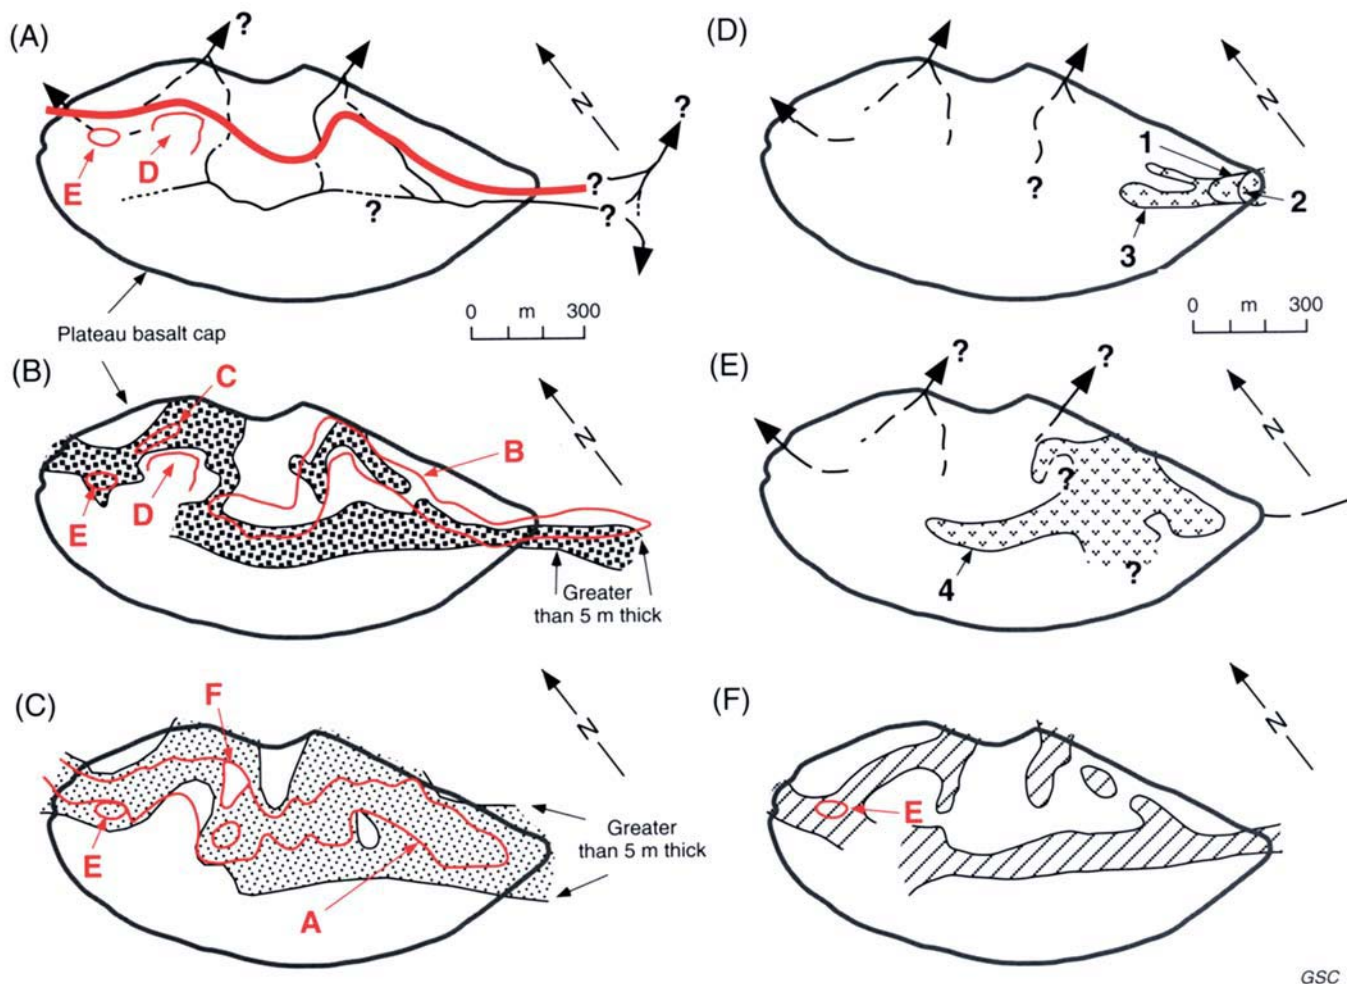 (A)
?
N
?
E
D
?
?
?
Plateau basalt cap
0 m 300
(D)
N
1
2
3
?
0 m 300
(B)
C
B
N
E
D
Greater
than 5 m thick
(E)
?
?
N
?
4
?
(C)
F
N
E
A
Greater
than 5 m thick
(F)
N
E
GSC